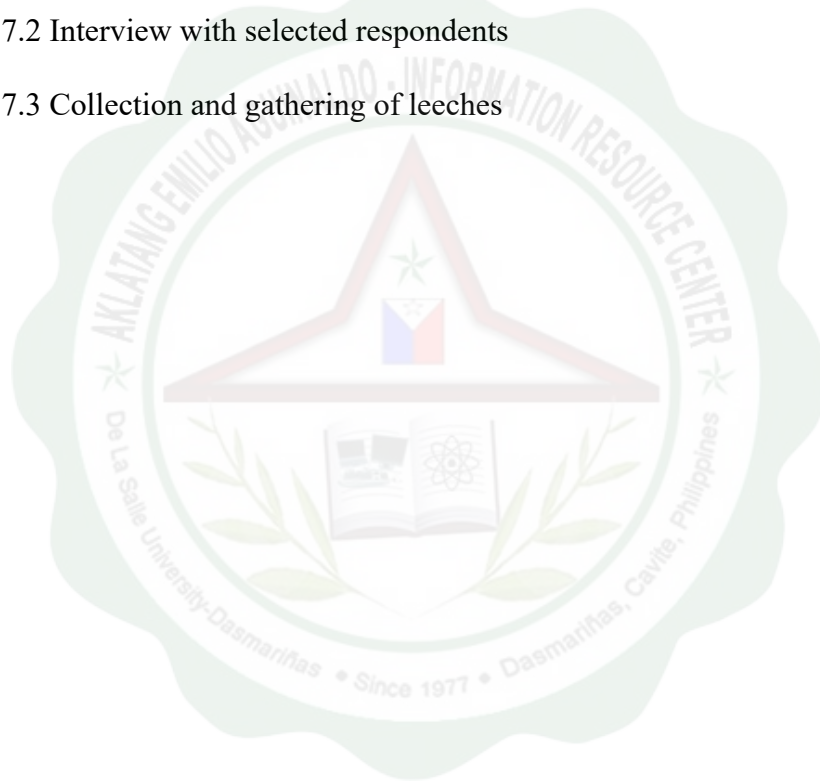 7.2 Interview with selected respondents
7.3 Collection and gathering of leeches
AKLATANG EMILIO AGUINALDO - INFORMATION RESOURCE CENTER
De La Salle University-Dasmariñas • Since 1977 • Dasmariñas, Cavite, Philippines